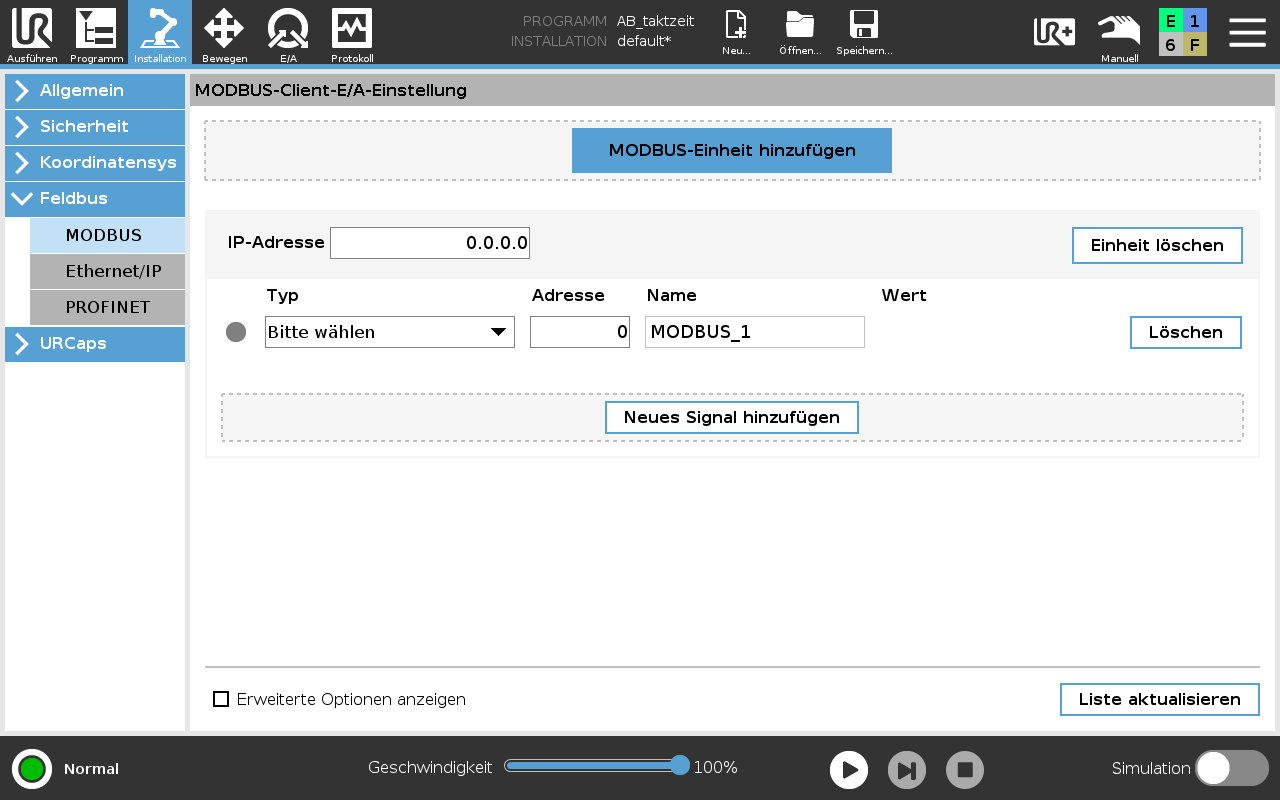 Ausführen
Programm
Installation
Bewegen
E/A
Protokoll
PROGRAMM AB_taktzeit
INSTALLATION default*
Neu...
Öffnen...
Speichern...
UR+
Manuell
E 1
6 F
Allgemein
Sicherheit
Koordinatensys
Feldbus
MODBUS
Ethernet/IP
PROFINET
URCaps
MODBUS-Client-E/A-Einstellung
MODBUS-Einheit hinzufügen
IP-Adresse 0.0.0.0 Einheit löschen
Typ Adresse Name Wert
Bitte wählen 0 MODBUS_1 Löschen
Neues Signal hinzufügen
Erweiterte Optionen anzeigen Liste aktualisieren
Normal Geschwindigkeit 100% Simulation